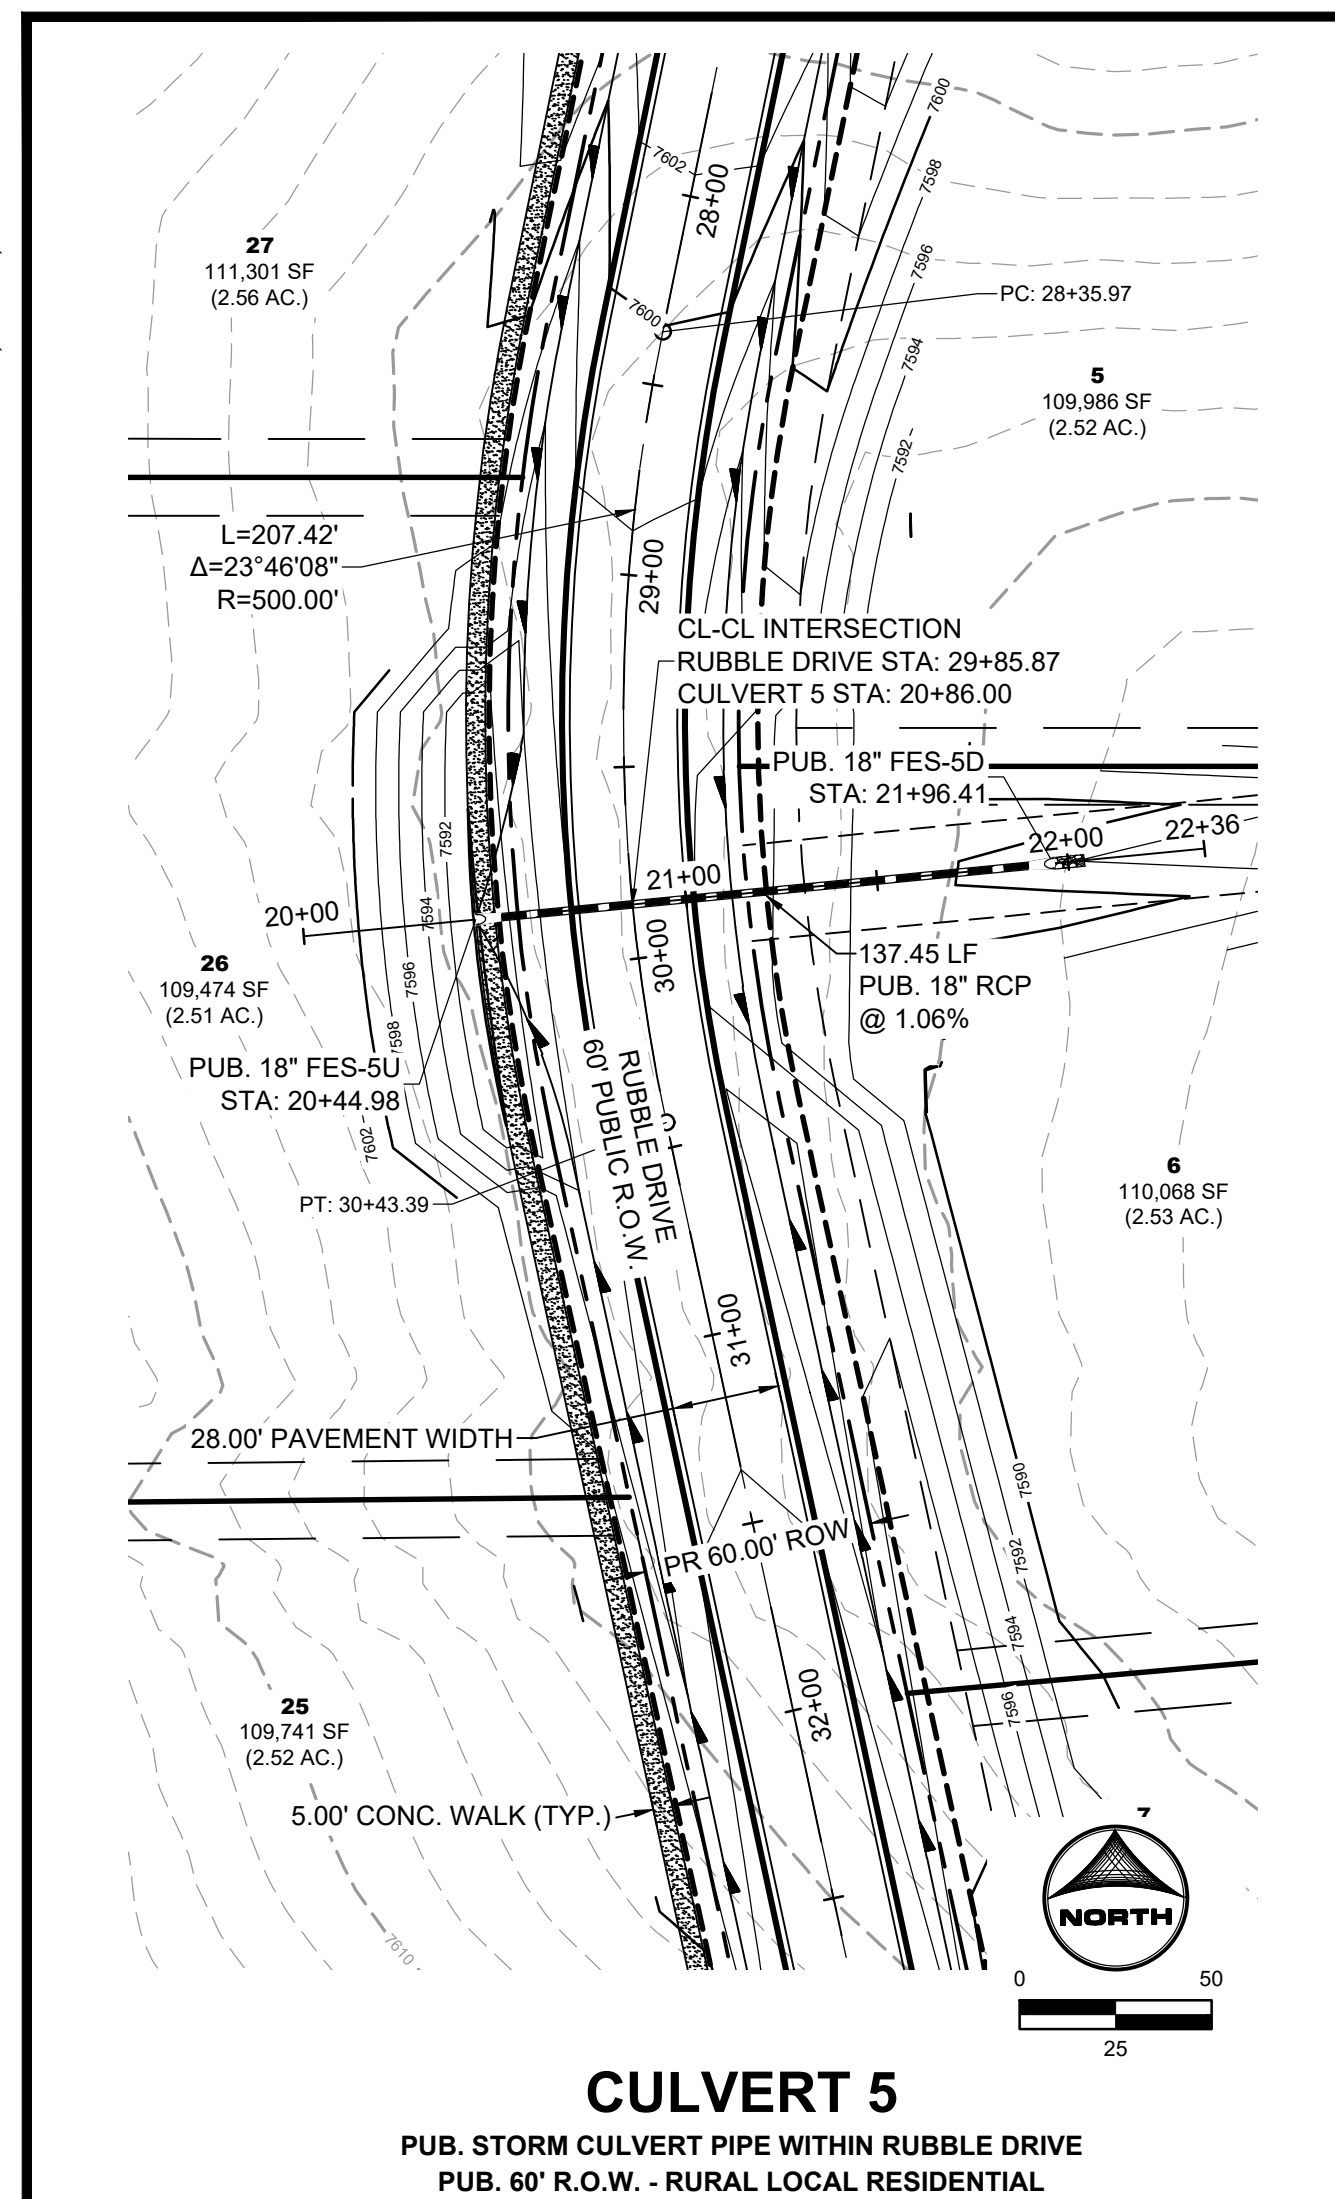 7600
7602
28+00
7598
27
111,301 SF
(2.56 AC.)
7596
PC: 28+35.97
7600
7594
5
109,986 SF
(2.52 AC.)
7592
L=207.42'
Δ=23°46'08"
R=500.00'
29+00
CL-CL INTERSECTION
RUBBLE DRIVE STA: 29+85.87
CULVERT 5 STA: 20+86.00
PUB. 18" FES-5D
STA: 21+96.41
7592
22+00
22+36
21+00
20+00
7594
30+00
137.45 LF
PUB. 18" RCP
@ 1.06%
26
109,474 SF
(2.51 AC.)
7596
7598
PUB. 18" FES-5U
STA: 20+44.98
7602
RUBBLE DRIVE
60' PUBLIC R.O.W.
PT: 30+43.39
6
110,068 SF
(2.53 AC.)
31+00
28.00' PAVEMENT WIDTH
7590
PR 60.00' ROW
7592
7594
7596
32+00
25
109,741 SF
(2.52 AC.)
5.00' CONC. WALK (TYP.)
7
NORTH
7610
0 50
25
CULVERT 5
PUB. STORM CULVERT PIPE WITHIN RUBBLE DRIVE
PUB. 60' R.O.W. - RURAL LOCAL RESIDENTIAL